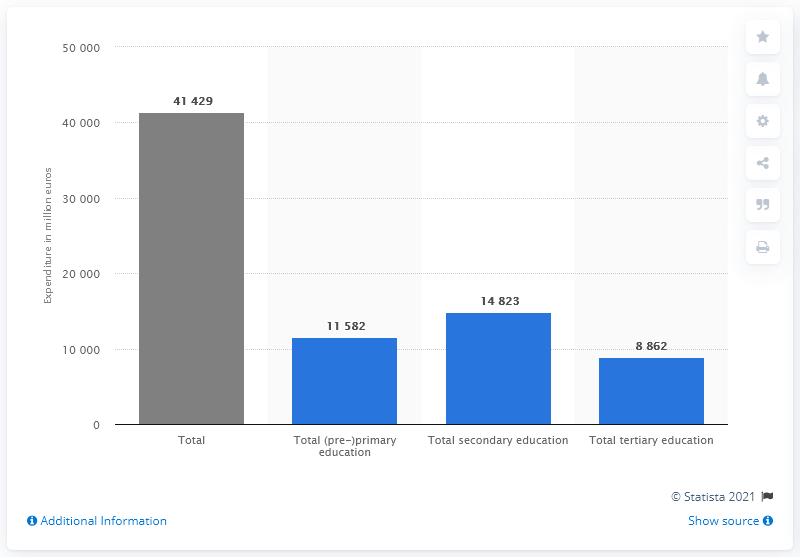 50 000
40 000
30 000
20 000
10 000
0
Expenditure in million euros
41 429
11 582
14 823
8 862
Total
Total (pre-)primary
education
Total secondary education
Total tertiary education
© Statista 2021
Additional Information
Show source